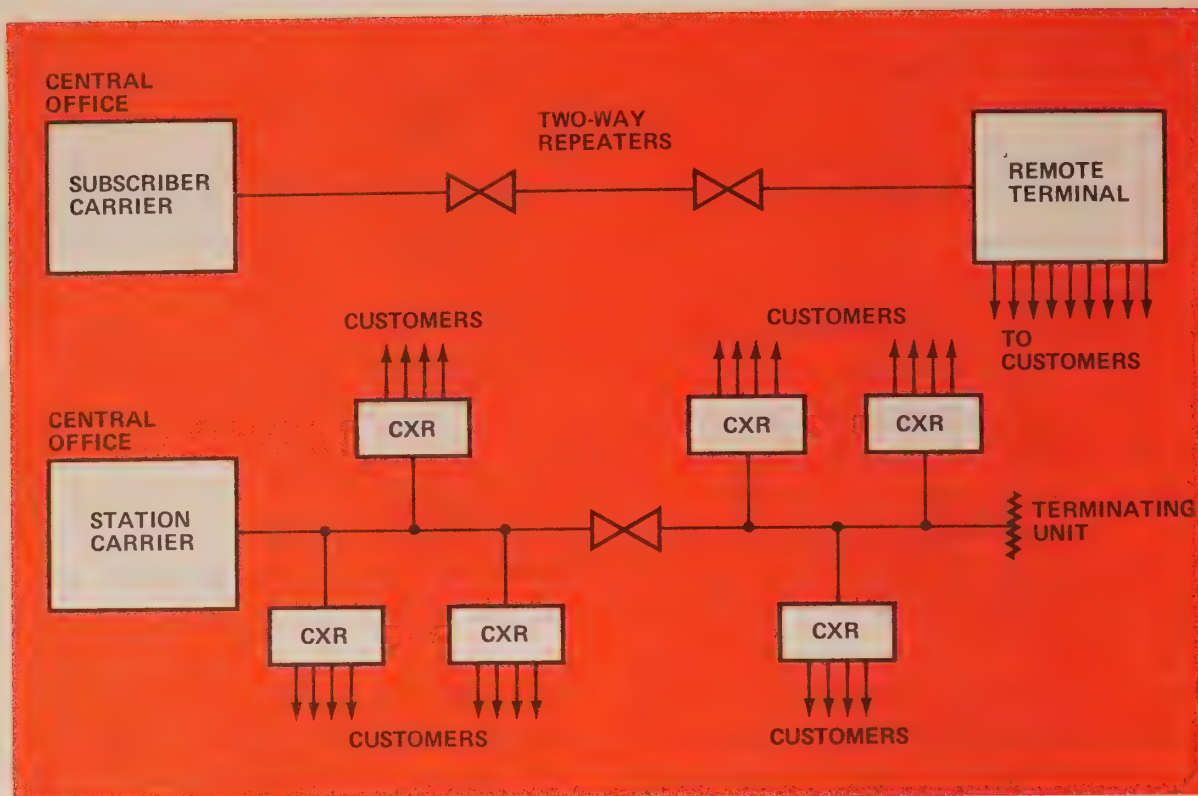 CENTRAL
OFFICE
SUBSCRIBER
CARRIER
TWO-WAY
REPEATERS
REMOTE
TERMINAL
TO
CUSTOMERS
CENTRAL
OFFICE
STATION
CARRIER
CUSTOMERS
CXR
CUSTOMERS
CXR
CXR
TERMINATING
UNIT
CXR
CXR
CUSTOMERS
CXR
CUSTOMERS